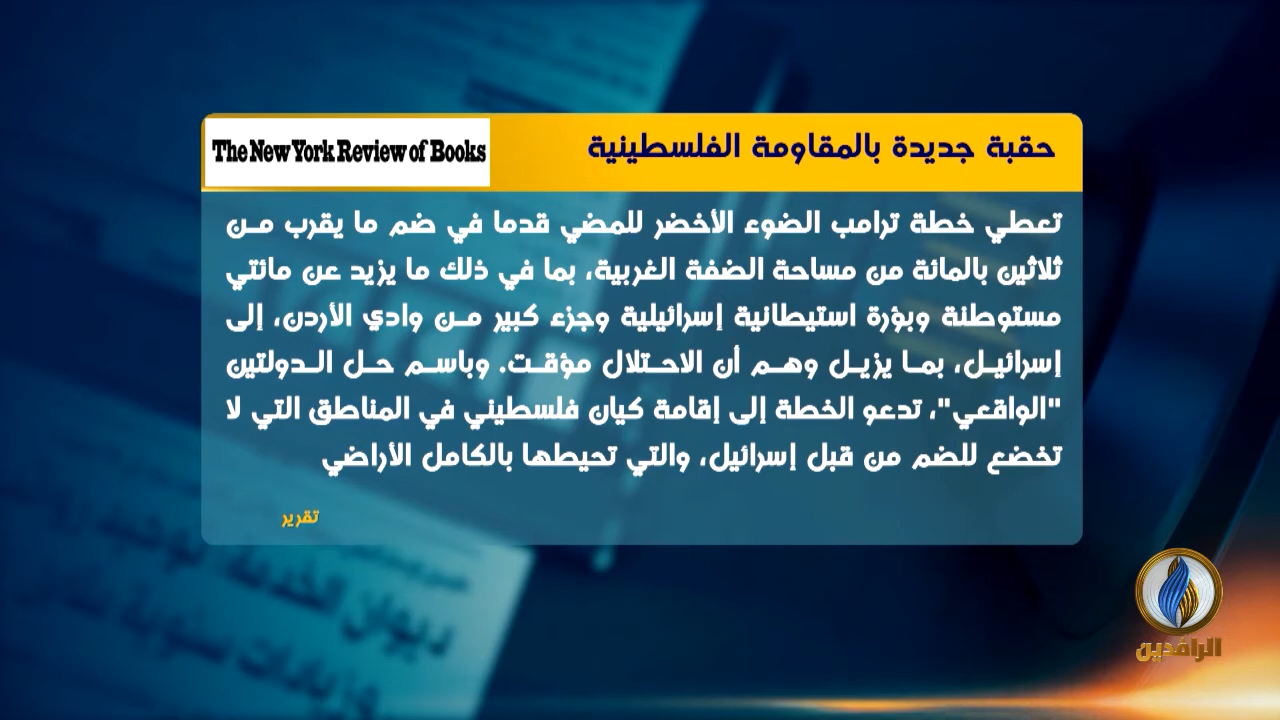 حقبة جديدة بالمقاومة الفلسطينية
The New York Review of Books
تعطي خطة ترامب الضوء الأخضر للمضي قدما في ضم ما يقرب من
ثلاثين بالمائة من مساحة الضفة الغربية، بما في ذلك ما يزيد عن مائتي
مستوطنة وبؤرة استيطانية إسرائيلية وجزء كبير من وادي الأردن، إلى
إسرائيل، بما يزيل وهم أن الاحتلال مؤقت. وباسم حل الدولتين
"الواقعي"، تدعو الخطة إلى إقامة كيان فلسطيني في المناطق التي لا
تخضع للضم من قبل إسرائيل، والتي تحيطها بالكامل الأراضي
تقرير
ديوان الخدمة
وزيادات سنوية
الرافدين